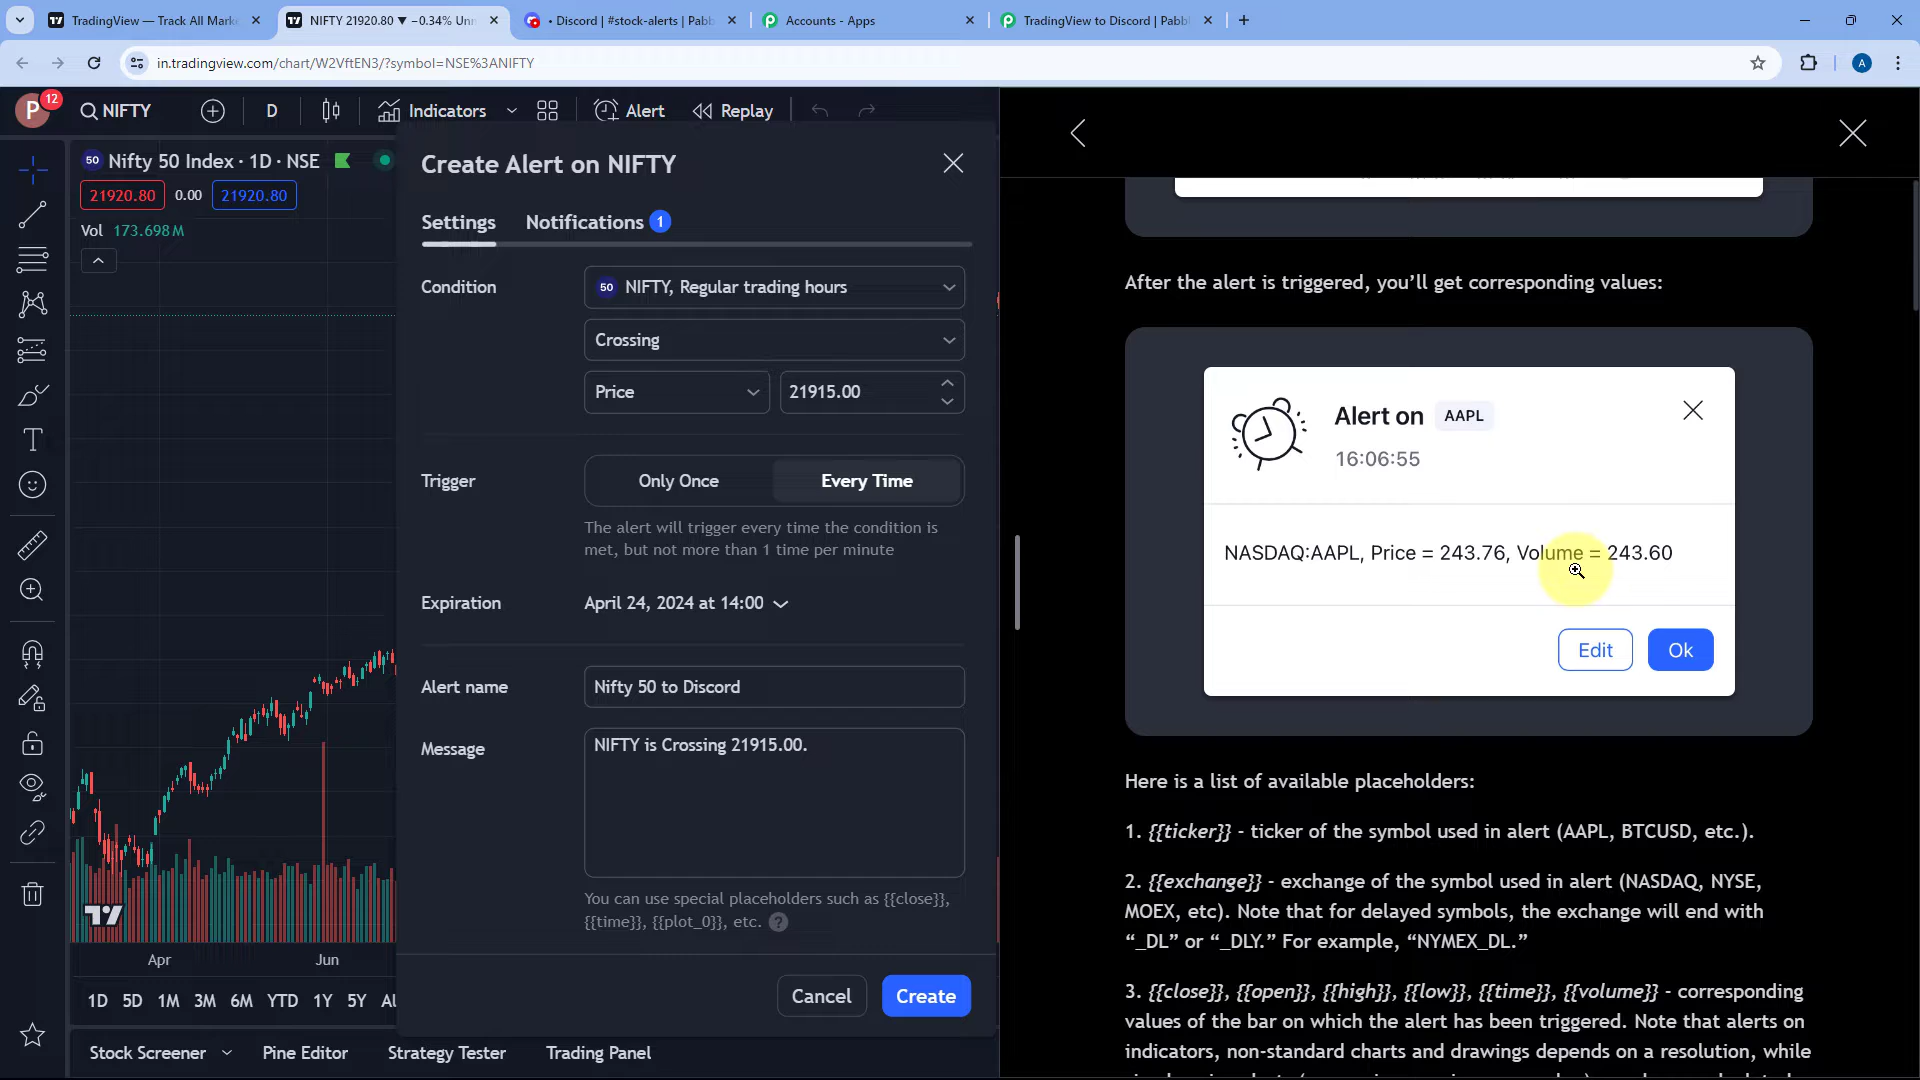 TradingView — Track All Mark
NIFTY 21920.80 ▼ −0.34% Unn
• Discord | #stock-alerts | Pabb
Accounts - Apps
TradingView to Discord | Pabbl
in.tradingview.com/chart/W2VftEN3/?symbol=NSE%3ANIFTY
A
P
12
NIFTY
D
Indicators
Alert
Replay
50 Nifty 50 Index · 1D · NSE
21920.80
0.00
21920.80
Vol 173.698M
Apr
Jun
1D 5D 1M 3M 6M YTD 1Y 5Y
Stock Screener
Pine Editor
Strategy Tester
Trading Panel
Create Alert on NIFTY
Settings
Notifications 1
Condition
50 NIFTY, Regular trading hours
Crossing
Price
21915.00
Trigger
Only Once
Every Time
The alert will trigger every time the condition is
met, but not more than 1 time per minute
Expiration
April 24, 2024 at 14:00
Alert name
Nifty 50 to Discord
Message
NIFTY is Crossing 21915.00.
You can use special placeholders such as {{close}},
{{time}}, {{plot_0}}, etc. ?
Cancel
Create
After the alert is triggered, you’ll get corresponding values:
Alert on AAPL
16:06:55
NASDAQ:AAPL, Price = 243.76, Volume = 243.60
Edit
Ok
Here is a list of available placeholders:
1. {{ticker}} - ticker of the symbol used in alert (AAPL, BTCUSD, etc.).
2. {{exchange}} - exchange of the symbol used in alert (NASDAQ, NYSE,
MOEX, etc). Note that for delayed symbols, the exchange will end with
“_DL” or “_DLY.” For example, “NYMEX_DL.”
3. {{close}}, {{open}}, {{high}}, {{low}}, {{time}}, {{volume}} - corresponding
values of the bar on which the alert has been triggered. Note that alerts on
indicators, non-standard charts and drawings depends on a resolution, while